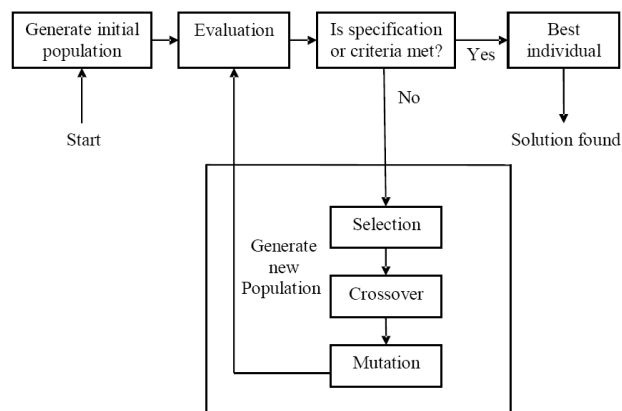 Generate initial
population
Evaluation
Is specification
or criteria met?
Yes
Best
individual
No
Start
Solution found
Selection
Generate
new
Population
Crossover
Mutation